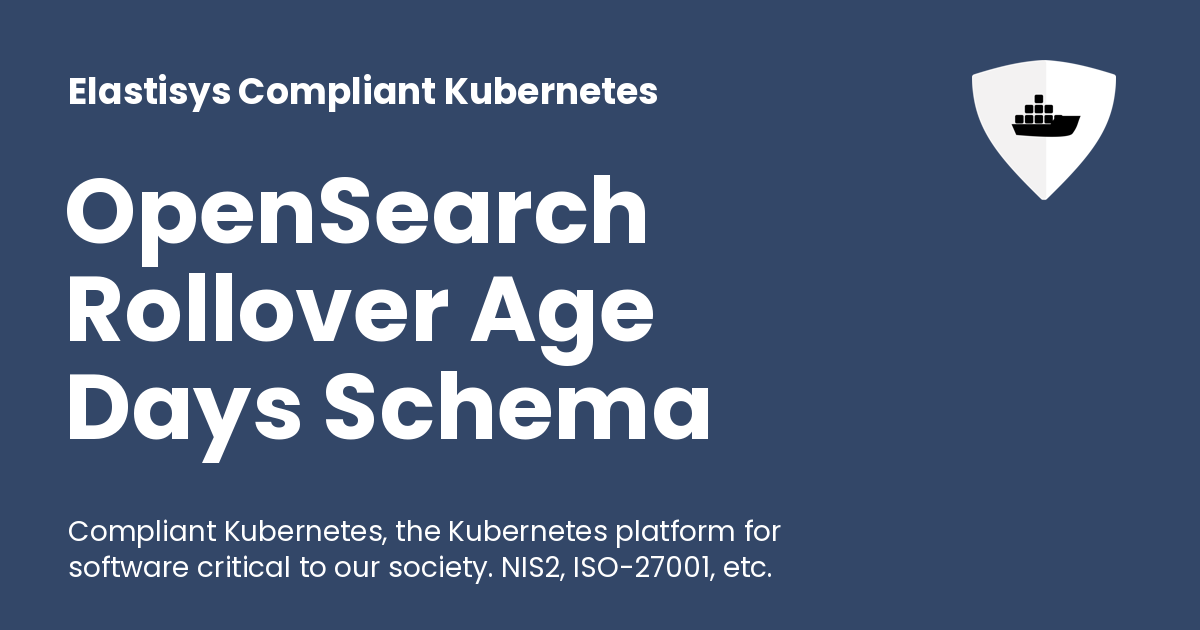 Elastisys Compliant Kubernetes
OpenSearch
Rollover Age
Days Schema
Compliant Kubernetes, the Kubernetes platform for
software critical to our society. NIS2, ISO-27001, etc.